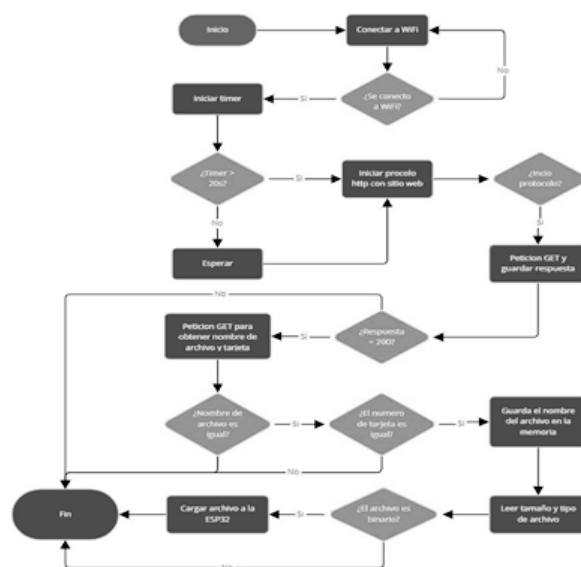 Inicio
Conectar a WiFi
No
Iniciar timer
Si
¿Se conecto
a WiFi?
¿Timer >
20s?
Si
Iniciar procolo
http con sitio web
¿Incio
protocolo?
No
Si
Esperar
Peticion GET y
guardar respuesta
No
Peticion GET para
obtener nombre de
archivo y tarjeta
Si
¿Respuesta
= 200?
¿Nombre de
archivo es
igual?
Si
¿El numero
de tarjeta es
igual?
Si
Guarda el nombre
del archivo en la
memoria
No
Fin
Cargar archivo a la
ESP32
Si
¿El archivo es
binario?
Leer tamaño y tipo
de archivo
No